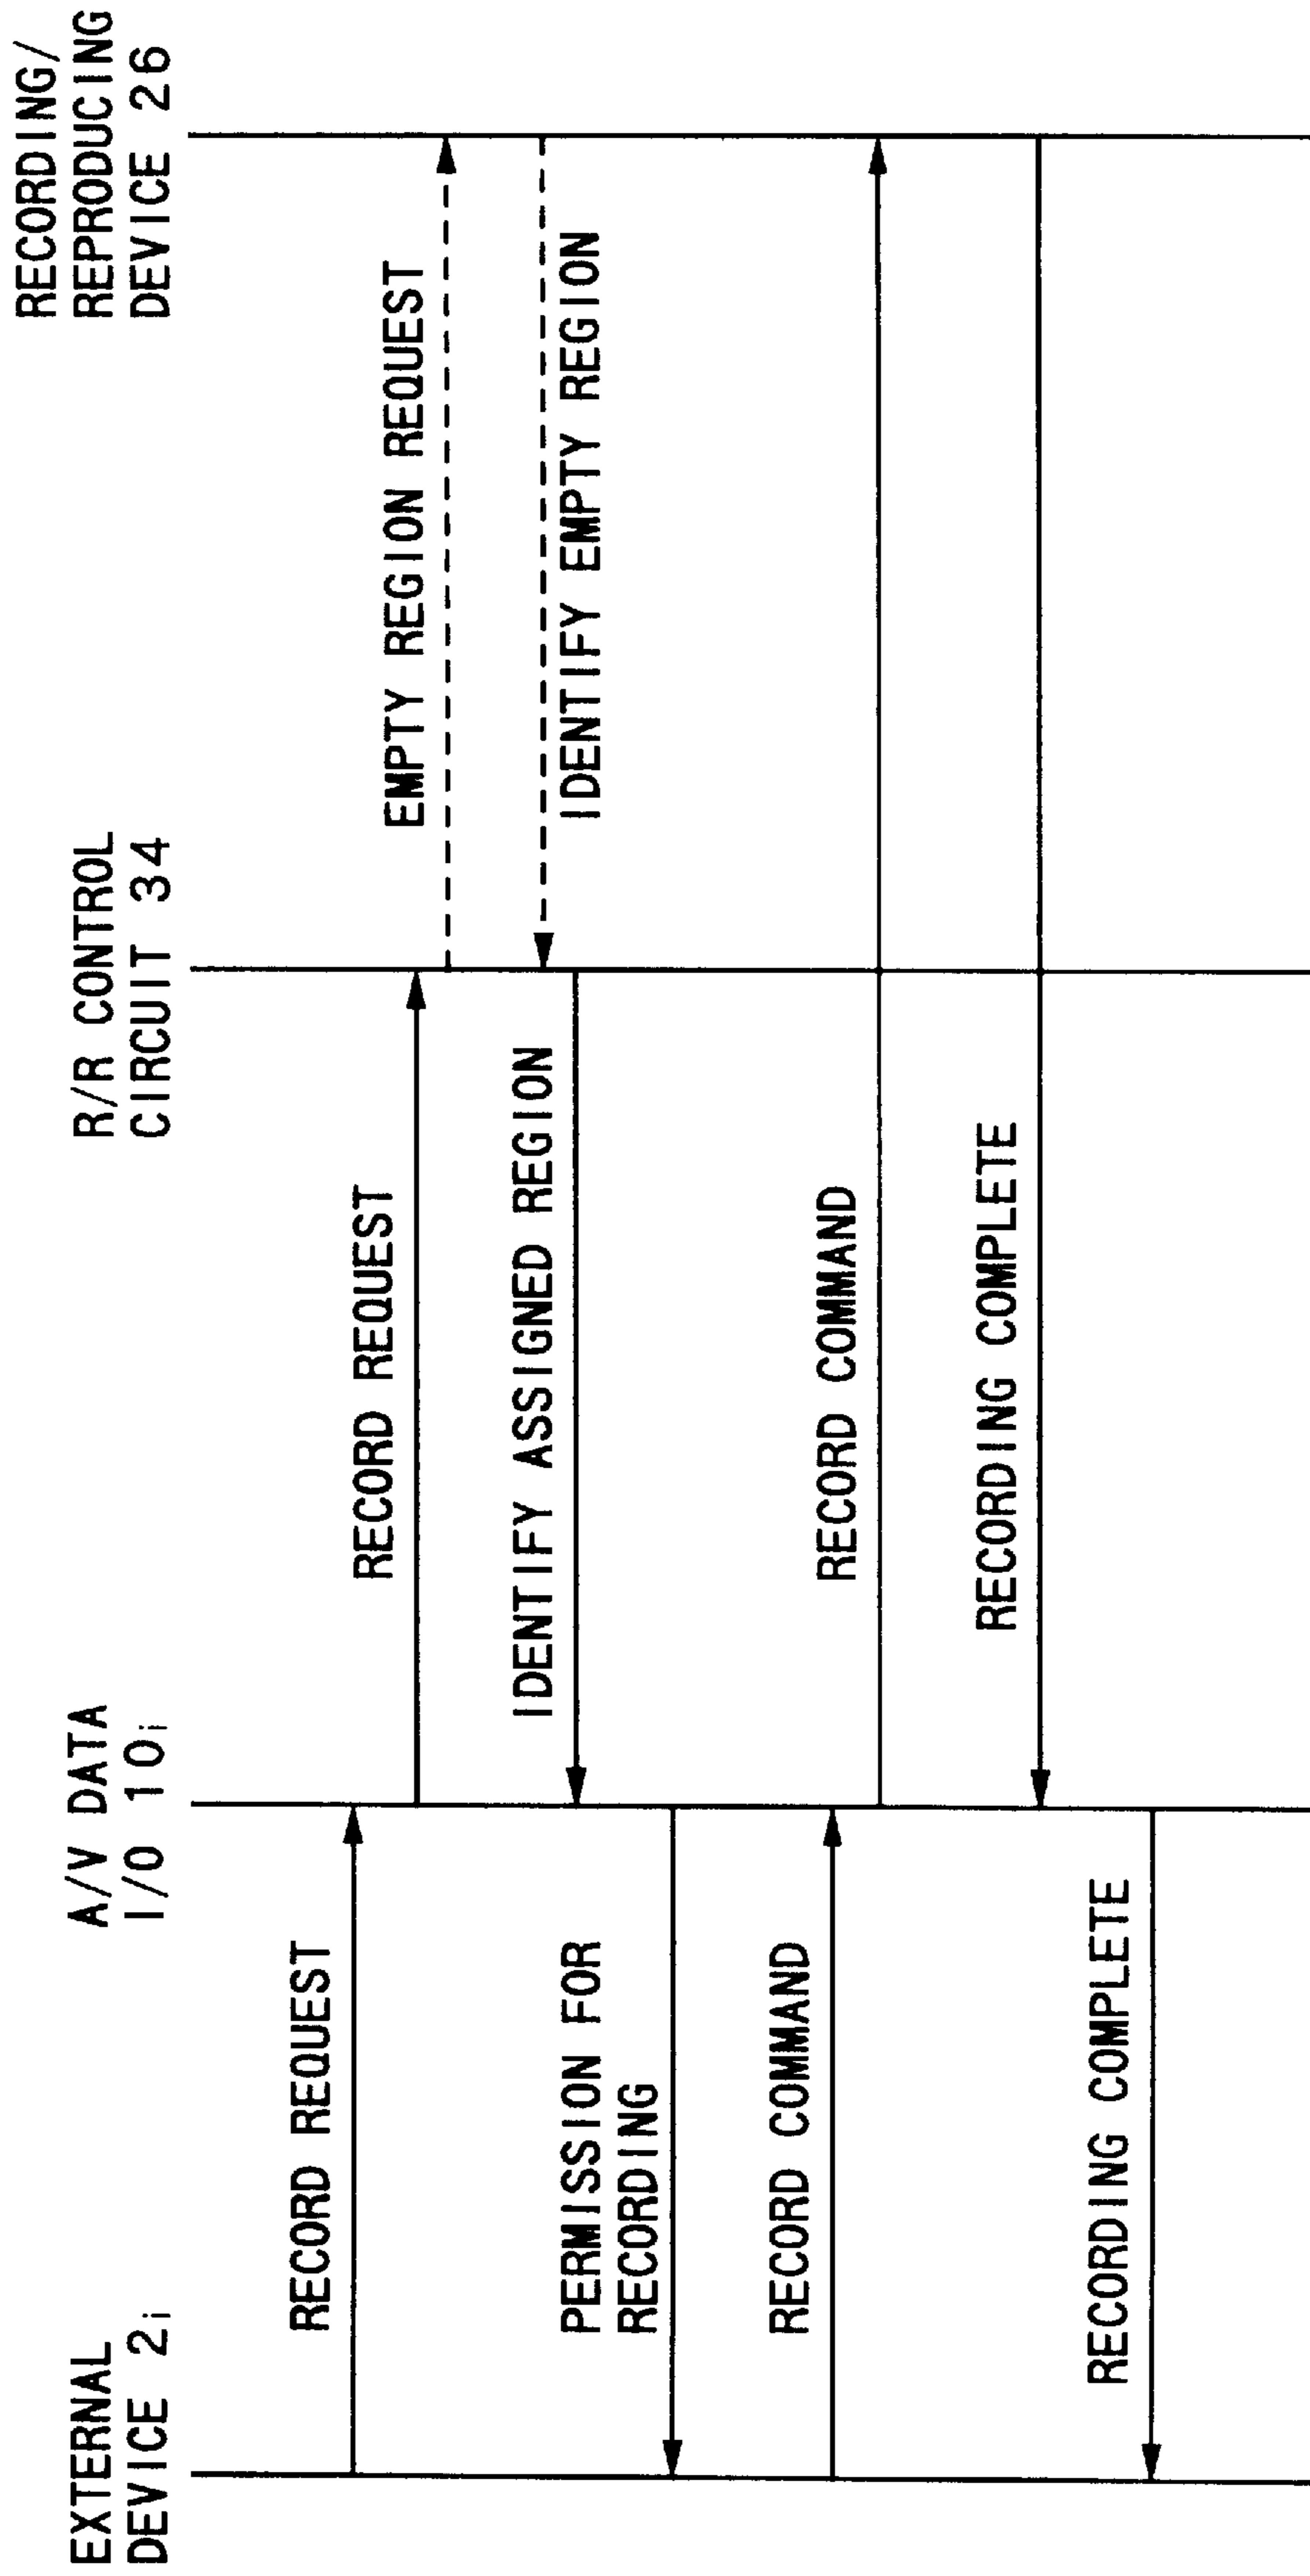 EXTERNAL
DEVICE 2i
A/V DATA
I/O 10i
R/R CONTROL
CIRCUIT 34
RECORDING/
REPRODUCING
DEVICE 26
RECORD REQUEST
RECORD REQUEST
EMPTY REGION REQUEST
IDENTIFY EMPTY REGION
IDENTIFY ASSIGNED REGION
PERMISSION FOR
RECORDING
RECORD COMMAND
RECORD COMMAND
RECORDING COMPLETE
RECORDING COMPLETE